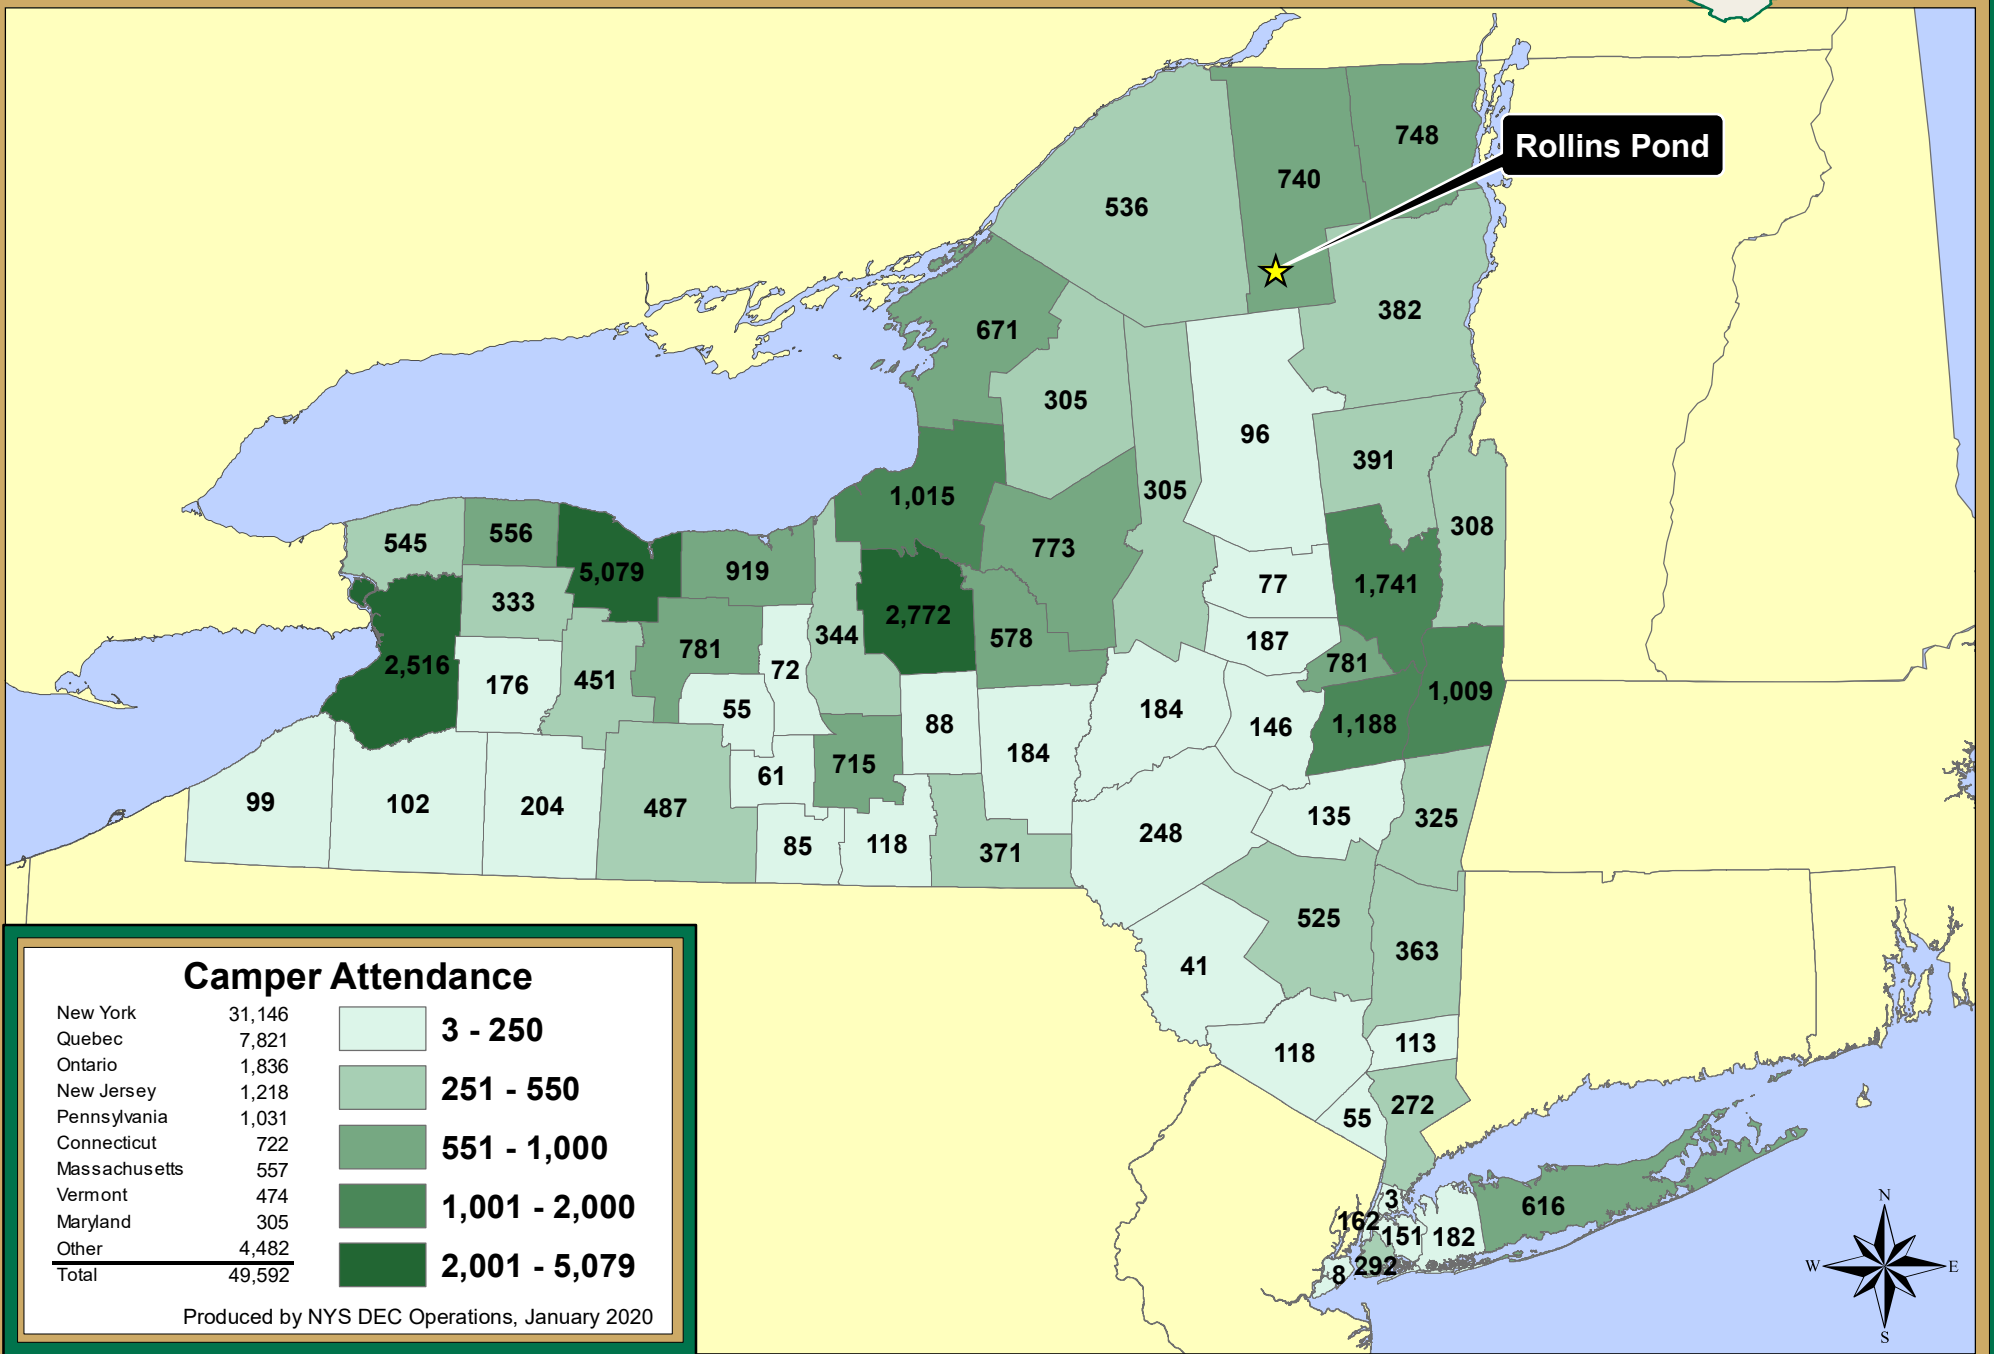 748
Rollins Pond
740
536
382
671
305
96
391
1,015
305
308
545
556
5,079
919
773
77
1,741
333
2,772
578
187
344
781
781
2,516
176
451
72
1,009
55
184
146
1,188
88
184
715
61
99
102
204
487
248
135
325
85
118
371
525
363
41
118
113
55
272
3
616
162
151
182
292
8
N
W
E
S
Camper Attendance
New York 31,146
Quebec 7,821
Ontario 1,836
New Jersey 1,218
Pennsylvania 1,031
Connecticut 722
Massachusetts 557
Vermont 474
Maryland 305
Other 4,482
Total 49,592
3 - 250
251 - 550
551 - 1,000
1,001 - 2,000
2,001 - 5,079
Produced by NYS DEC Operations, January 2020